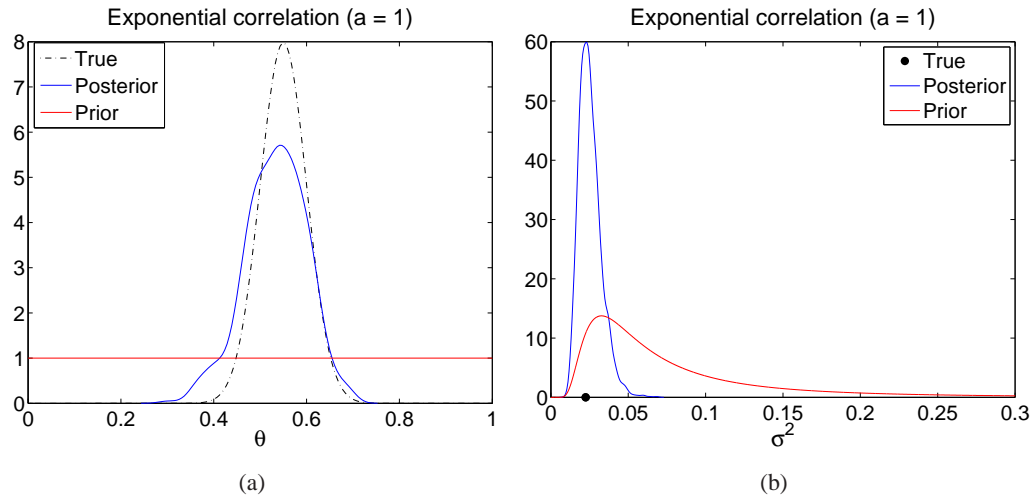 Exponential correlation (a = 1)
8
7
6
5
4
3
2
1
0
True
Posterior
Prior
0 0.2 0.4 0.6 0.8 1
θ
(a)
Exponential correlation (a = 1)
60
50
40
30
20
10
0
True
Posterior
Prior
0 0.05 0.1 0.15 0.2 0.25 0.3
σ²
(b)